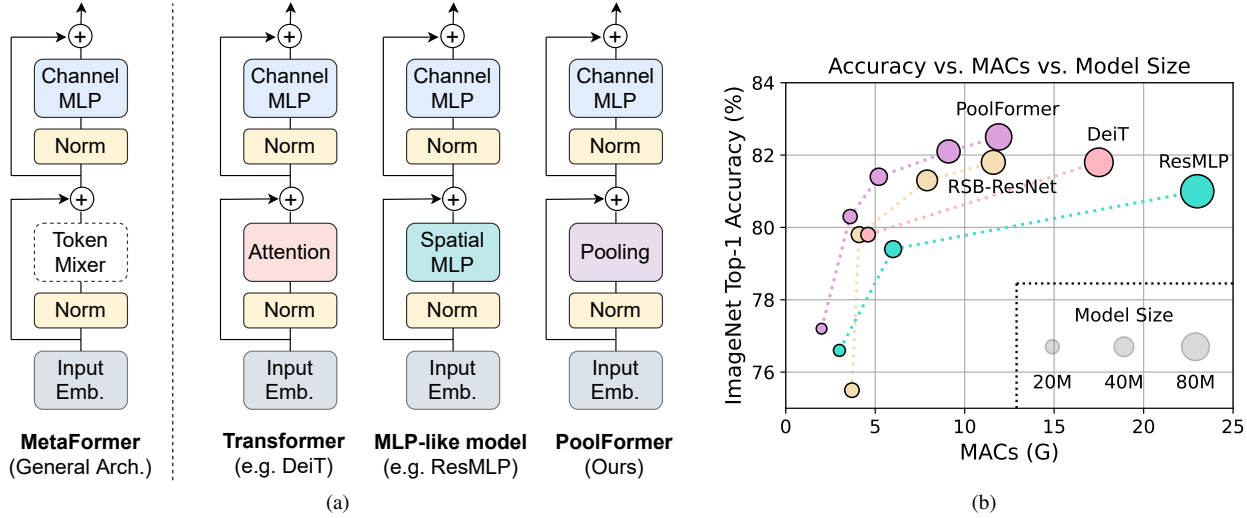 +
Channel
MLP
Norm
+
Token
Mixer
Norm
Input
Emb.
MetaFormer
(General Arch.)
+
Channel
MLP
Norm
+
Attention
Norm
Input
Emb.
Transformer
(e.g. DeiT)
+
Channel
MLP
Norm
+
Spatial
MLP
Norm
Input
Emb.
MLP-like model
(e.g. ResMLP)
+
Channel
MLP
Norm
+
Pooling
Norm
Input
Emb.
PoolFormer
(Ours)
(a)
Accuracy vs. MACs vs. Model Size
ImageNet Top-1 Accuracy (%)
84
82
80
78
76
PoolFormer
DeiT
ResMLP
RSB-ResNet
Model Size
20M 40M 80M
0 5 10 15 20 25
MACs (G)
(b)